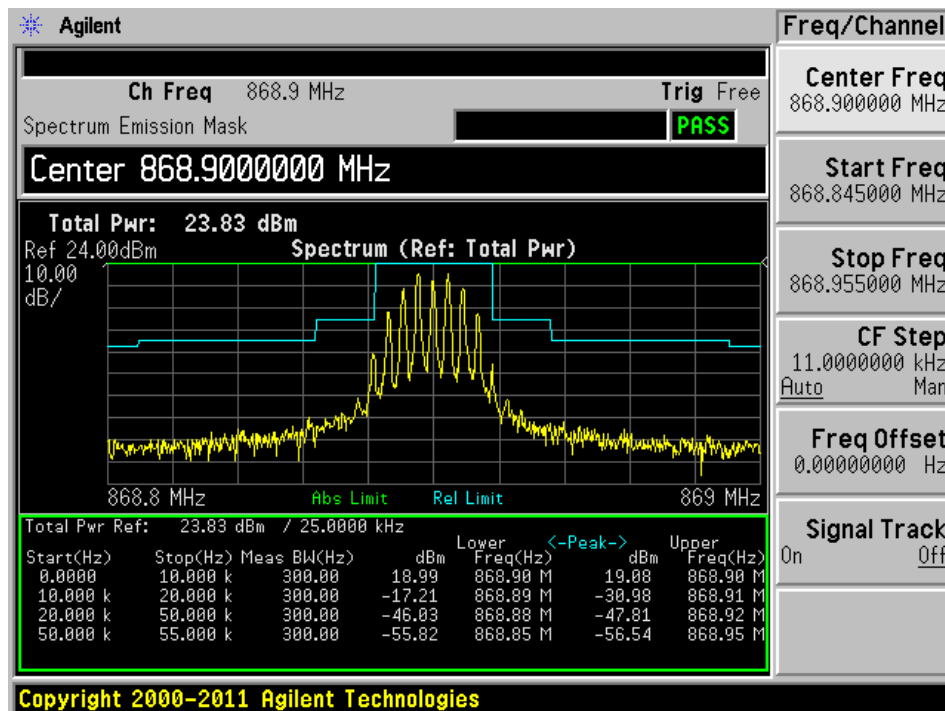 Agilent
Freq/Channel
Ch Freq 868.9 MHz Trig Free
Spectrum Emission Mask PASS
Center 868.9000000 MHz
Total Pwr: 23.83 dBm
Ref 24.00dBm Spectrum (Ref: Total Pwr)
10.00
dB/
868.8 MHz Abs Limit Rel Limit 869 MHz
Total Pwr Ref: 23.83 dBm / 25.0000 kHz
Lower <-Peak-> Upper
Start(Hz) Stop(Hz) Meas BW(Hz) dBm Freq(Hz) dBm Freq(Hz)
0.0000 10.000 k 300.00 18.99 868.90 M 19.08 868.90 M
10.000 k 20.000 k 300.00 -17.21 868.89 M -30.98 868.91 M
20.000 k 50.000 k 300.00 -46.03 868.88 M -47.81 868.92 M
50.000 k 55.000 k 300.00 -55.82 868.85 M -56.54 868.95 M
Center Freq
868.900000 MHz
Start Freq
868.845000 MHz
Stop Freq
868.955000 MHz
CF Step
11.0000000 kHz
Auto Man
Freq Offset
0.00000000 Hz
Signal Track
On Off
Copyright 2000-2011 Agilent Technologies